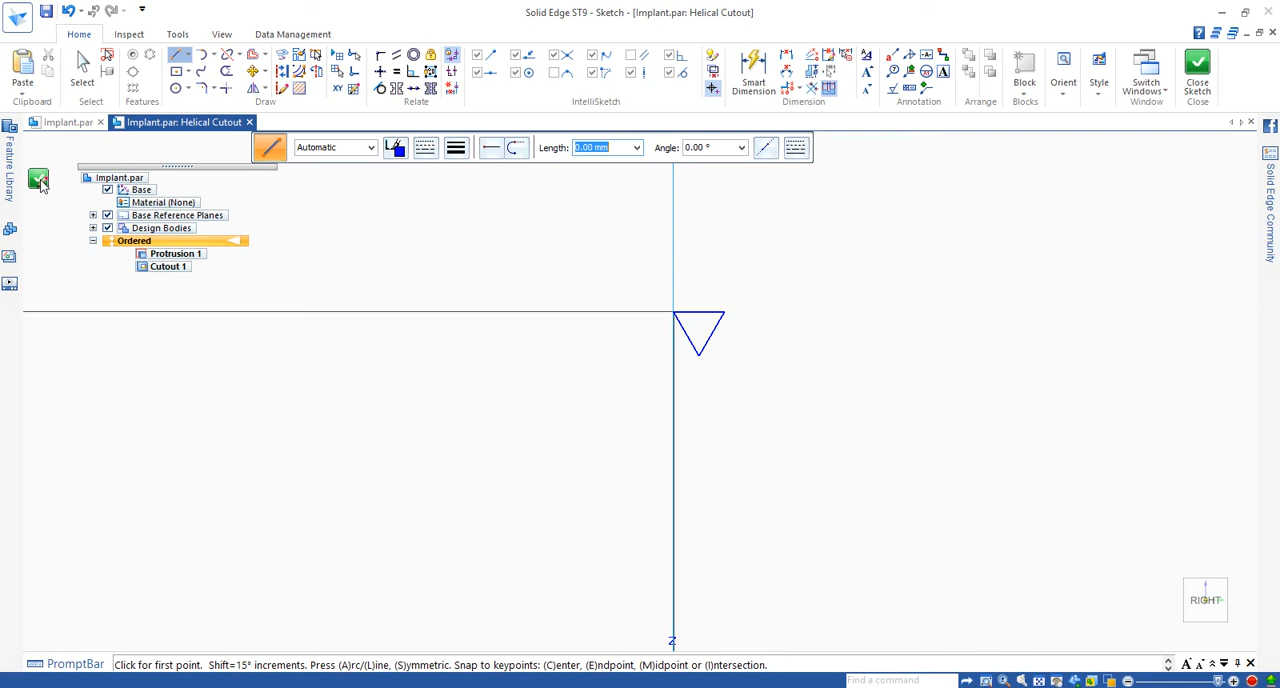 Solid Edge ST9 - Sketch - [Implant.par: Helical Cutout]
Home Inspect Tools View Data Management
Paste Select Smart Dimension Block Orient Style Switch Windows Close Sketch
Clipboard Select Features Draw Relate IntelliSketch Dimension Annotation Arrange Blocks Window Close
Implant.par Implant.par: Helical Cutout
Automatic Length: 0.00 mm Angle: 0.00 °
Feature Library
Implant.par
Base
Material (None)
Base Reference Planes
Design Bodies
Ordered
Protrusion 1
Cutout 1
Solid Edge Community
RIGHT
Z
PromptBar Click for first point. Shift=15° increments. Press (A)rc/(L)ine, (S)ymmetric. Snap to keypoints: (C)enter, (E)ndpoint, (M)idpoint or (I)ntersection.
Find a command